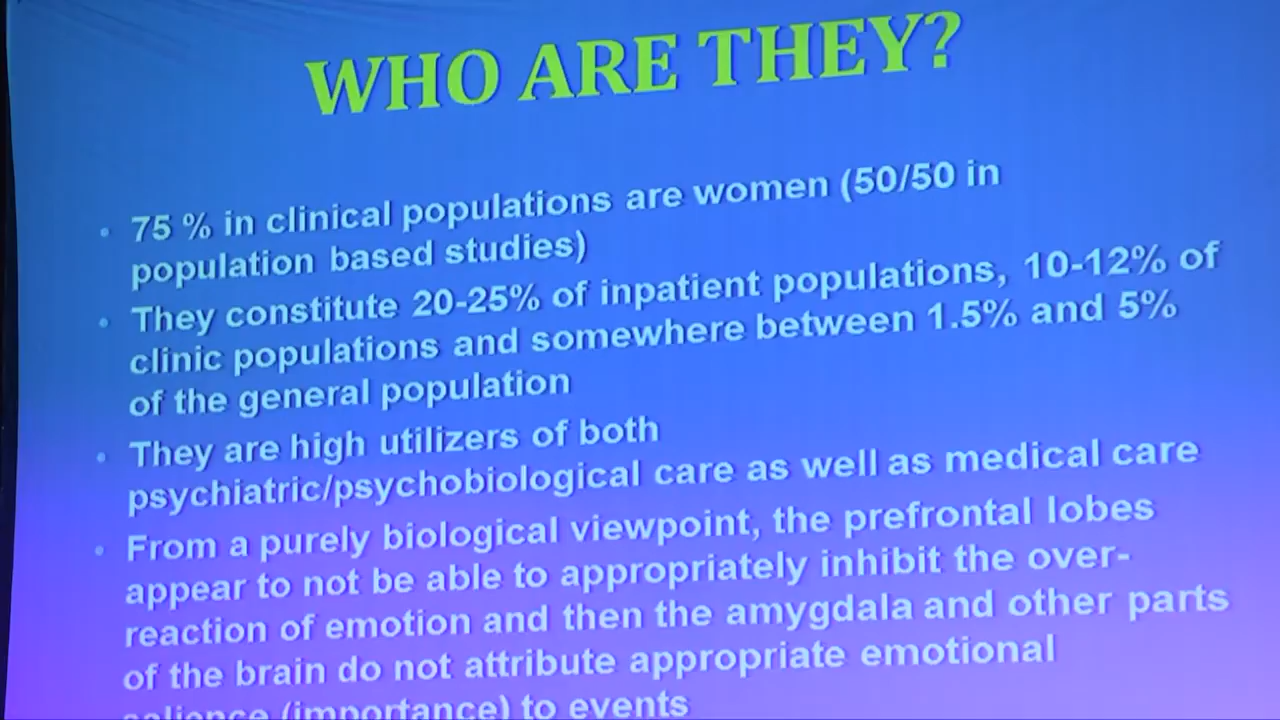 WHO ARE THEY?
• 75 % in clinical populations are women (50/50 in
population based studies)
• They constitute 20-25% of inpatient populations, 10-12% of
clinic populations and somewhere between 1.5% and 5%
of the general population
• They are high utilizers of both
psychiatric/psychobiological care as well as medical care
• From a purely biological viewpoint, the prefrontal lobes
appear to not be able to appropriately inhibit the over-
reaction of emotion and then the amygdala and other parts
of the brain do not attribute appropriate emotional
salience (importance) to events